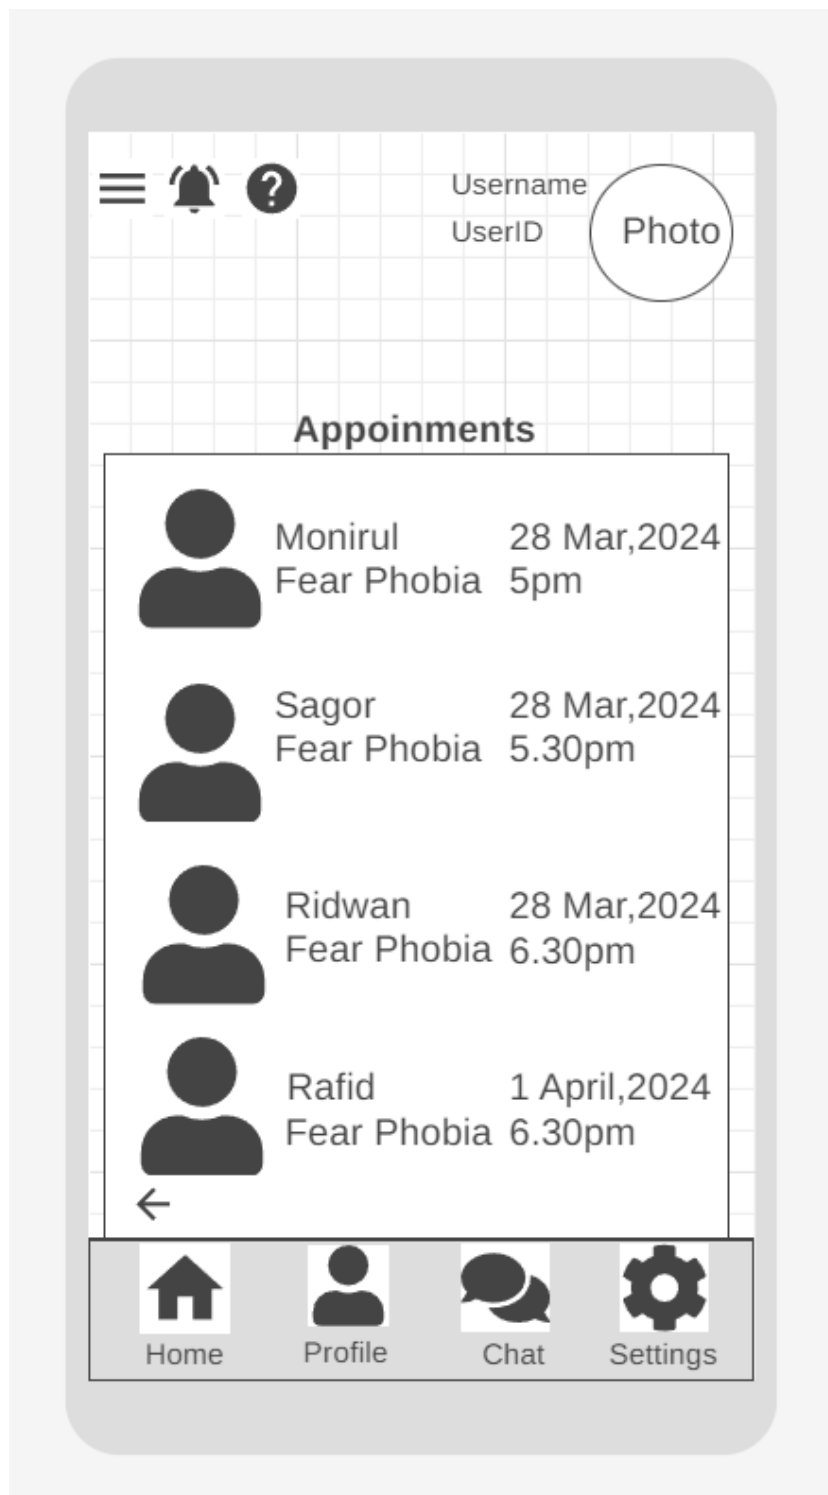 Username
UserID
Photo
Appoinments
Monirul 28 Mar,2024
Fear Phobia 5pm
Sagor 28 Mar,2024
Fear Phobia 5.30pm
Ridwan 28 Mar,2024
Fear Phobia 6.30pm
Rafid 1 April,2024
Fear Phobia 6.30pm
Home Profile Chat Settings